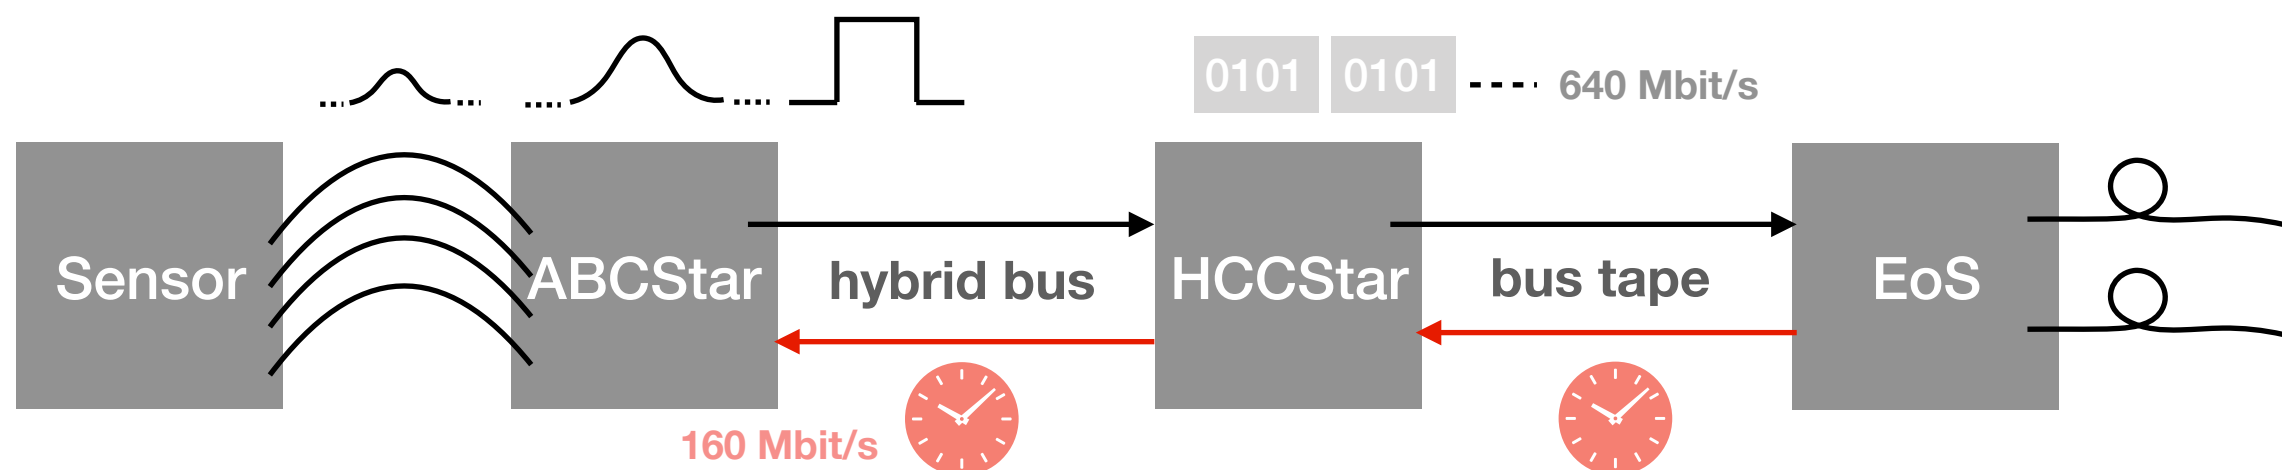 0101 0101 640 Mbit/s
Sensor ABCStar hybrid bus HCCStar bus tape EoS
160 Mbit/s